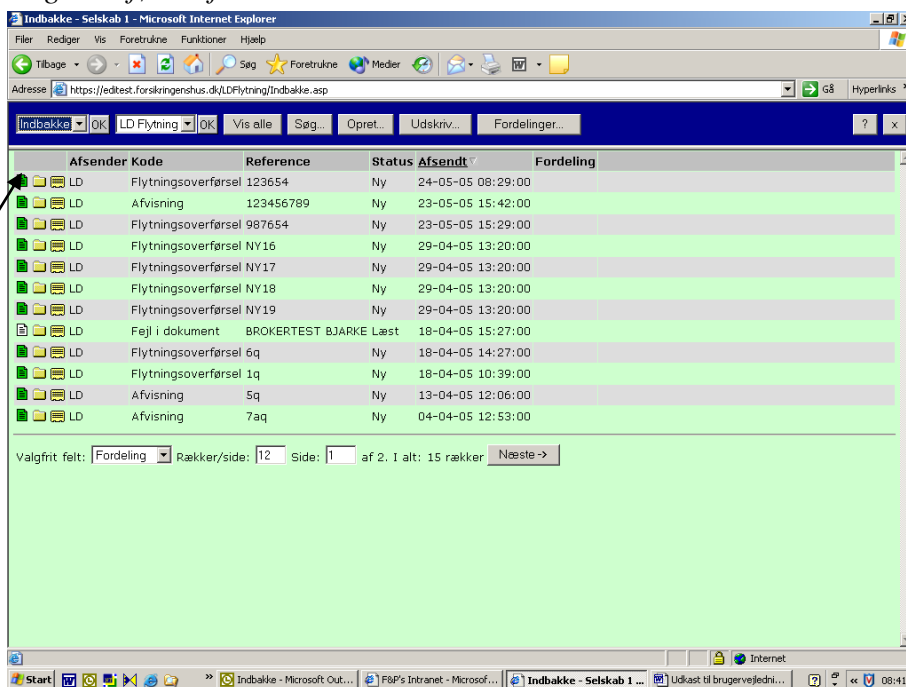 Indbakke - Selskab 1 - Microsoft Internet Explorer
Filer Rediger Vis Foretrukne Funktioner Hjælp
Tilbage Søg Foretrukne Medier
Adresse https://editest.forsikringenshus.dk/LDFlytning/Indbakke.asp Gå Hyperlinks
Indbakke OK LD Flytning OK Vis alle Søg... Opret... Udskriv... Fordelinger... ? x
Afsender Kode Reference Status Afsendt Fordeling
LD Flytningsoverførsel 123654 Ny 24-05-05 08:29:00
LD Afvisning 123456789 Ny 23-05-05 15:42:00
LD Flytningsoverførsel 987654 Ny 23-05-05 15:29:00
LD Flytningsoverførsel NY16 Ny 29-04-05 13:20:00
LD Flytningsoverførsel NY17 Ny 29-04-05 13:20:00
LD Flytningsoverførsel NY18 Ny 29-04-05 13:20:00
LD Flytningsoverførsel NY19 Ny 29-04-05 13:20:00
LD Fejl i dokument BROKERTEST BJARKE Læst 18-04-05 15:27:00
LD Flytningsoverførsel 6q Ny 18-04-05 14:27:00
LD Flytningsoverførsel 1q Ny 18-04-05 10:39:00
LD Afvisning 5q Ny 13-04-05 12:06:00
LD Afvisning 7aq Ny 04-04-05 12:53:00
Valgfrit felt: Fordeling Rækker/side: 12 Side: 1 af 2. I alt: 15 rækker Næste ->
Internet
Start » Indbakke - Microsoft Out... F&P's Intranet - Microsof... Indbakke - Selskab 1 ... Udkast til brugervejledni... « 08:41